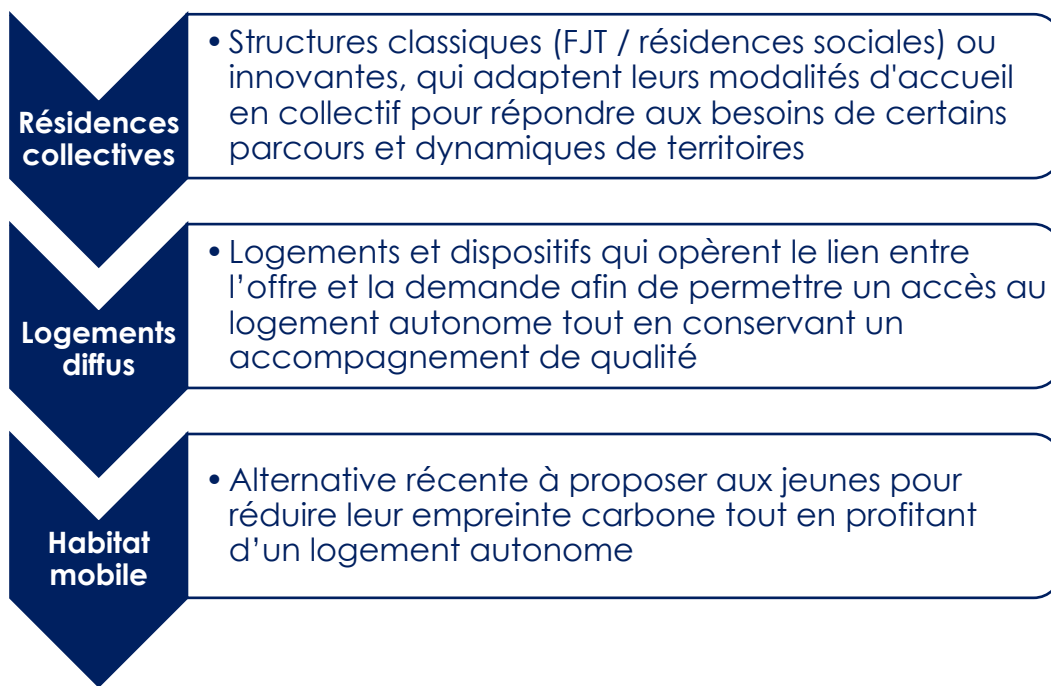 Résidences
collectives
• Structures classiques (FJT / résidences sociales) ou
innovantes, qui adaptent leurs modalités d'accueil
en collectif pour répondre aux besoins de certains
parcours et dynamiques de territoires
Logements
diffus
• Logements et dispositifs qui opèrent le lien entre
l’offre et la demande afin de permettre un accès au
logement autonome tout en conservant un
accompagnement de qualité
Habitat
mobile
• Alternative récente à proposer aux jeunes pour
réduire leur empreinte carbone tout en profitant
d’un logement autonome